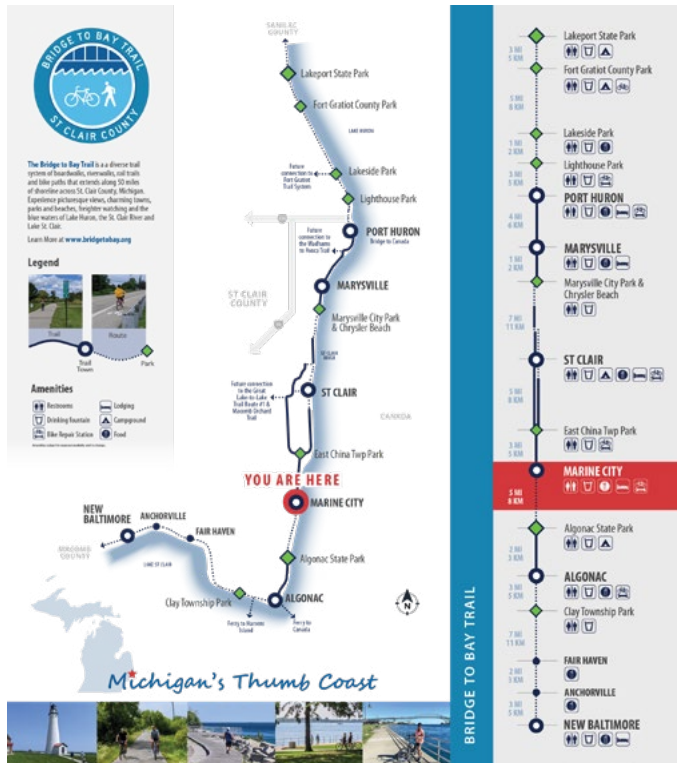 BRIDGE TO BAY TRAIL
ST CLAIR COUNTY
The Bridge to Bay Trail is a a diverse trail
system of boardwalks, riverwalks, rail trails
and bike paths that extends along 50 miles
of shoreline across St. Clair County, Michigan.
Experience picturesque views, charming towns,
parks and beaches, freighter watching and the
blue waters of Lake Huron, the St. Clair River and
Lake St. Clair.
Learn More at www.bridgetobay.org
Legend
Trail
Route
Trail
Town
Park
Amenities
Restrooms
Lodging
Drinking Fountain
Campground
Bike Repair Station
Food
SANILAC
COUNTY
Lakeport State Park
Fort Gratiot County Park
LAKE HURON
Future
connection to
Fort Gratiot
Trail System
Lakeside Park
Lighthouse Park
PORT HURON
Bridge to Canada
Future
connection to
the Wadhams
to Avoca Trail
MARYSVILLE
ST CLAIR
COUNTY
Marysville City Park
& Chrysler Beach
ST CLAIR
RIVER
Future connection
to the Great
Lake-to-Lake
Trail Route #1 &
Macomb Orchard
Trail
ST CLAIR
CANADA
East China Twp Park
YOU ARE HERE
MARINE CITY
NEW
BALTIMORE
ANCHORVILLE
FAIR HAVEN
MACOMB
COUNTY
LAKE ST CLAIR
Algonac State Park
Clay Township Park
ALGONAC
Ferry to Harsens
Island
Ferry to
Canada
N
Michigan's Thumb Coast
BRIDGE TO BAY TRAIL
Lakeport State Park
3 MI
5 KM
Fort Gratiot County Park
5 MI
8 KM
Lakeside Park
1 MI
2 KM
Lighthouse Park
3 MI
5 KM
PORT HURON
4 MI
6 KM
MARYSVILLE
1 MI
2 KM
Marysville City Park &
Chrysler Beach
7 MI
11 KM
ST CLAIR
5 MI
8 KM
East China Twp Park
3 MI
5 KM
MARINE CITY
5 MI
8 KM
Algonac State Park
2 MI
3 KM
ALGONAC
3 MI
5 KM
Clay Township Park
7 MI
11 KM
FAIR HAVEN
2 MI
3 KM
ANCHORVILLE
3 MI
5 KM
NEW BALTIMORE